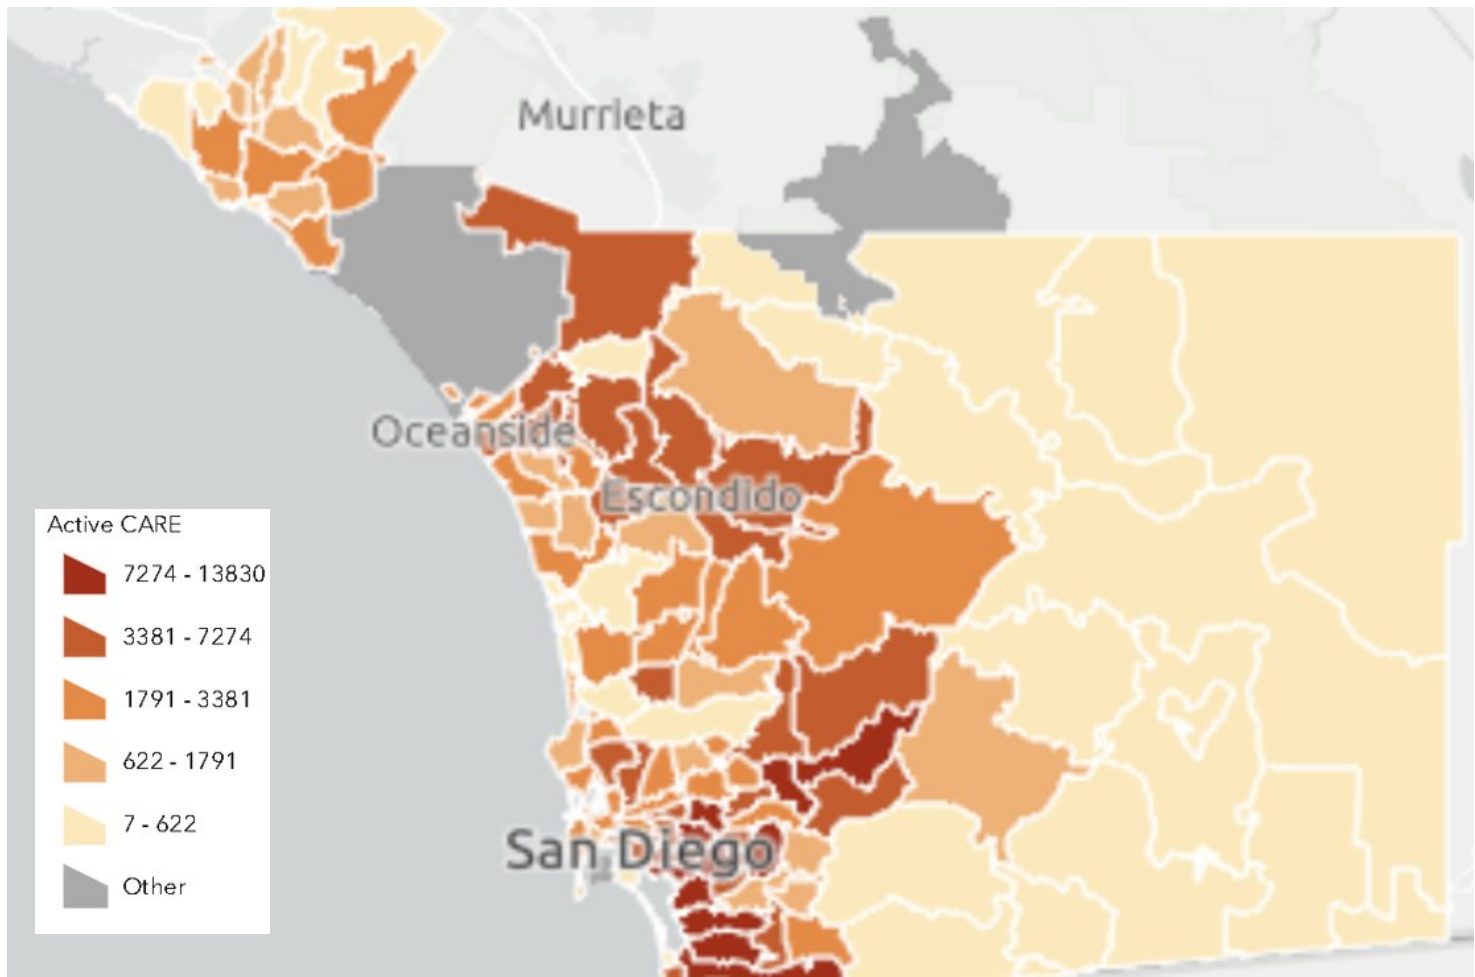 Murrieta
Oceanside
Escondido
San Diego
Active CARE
7274 - 13830
3381 - 7274
1791 - 3381
622 - 1791
7 - 622
Other